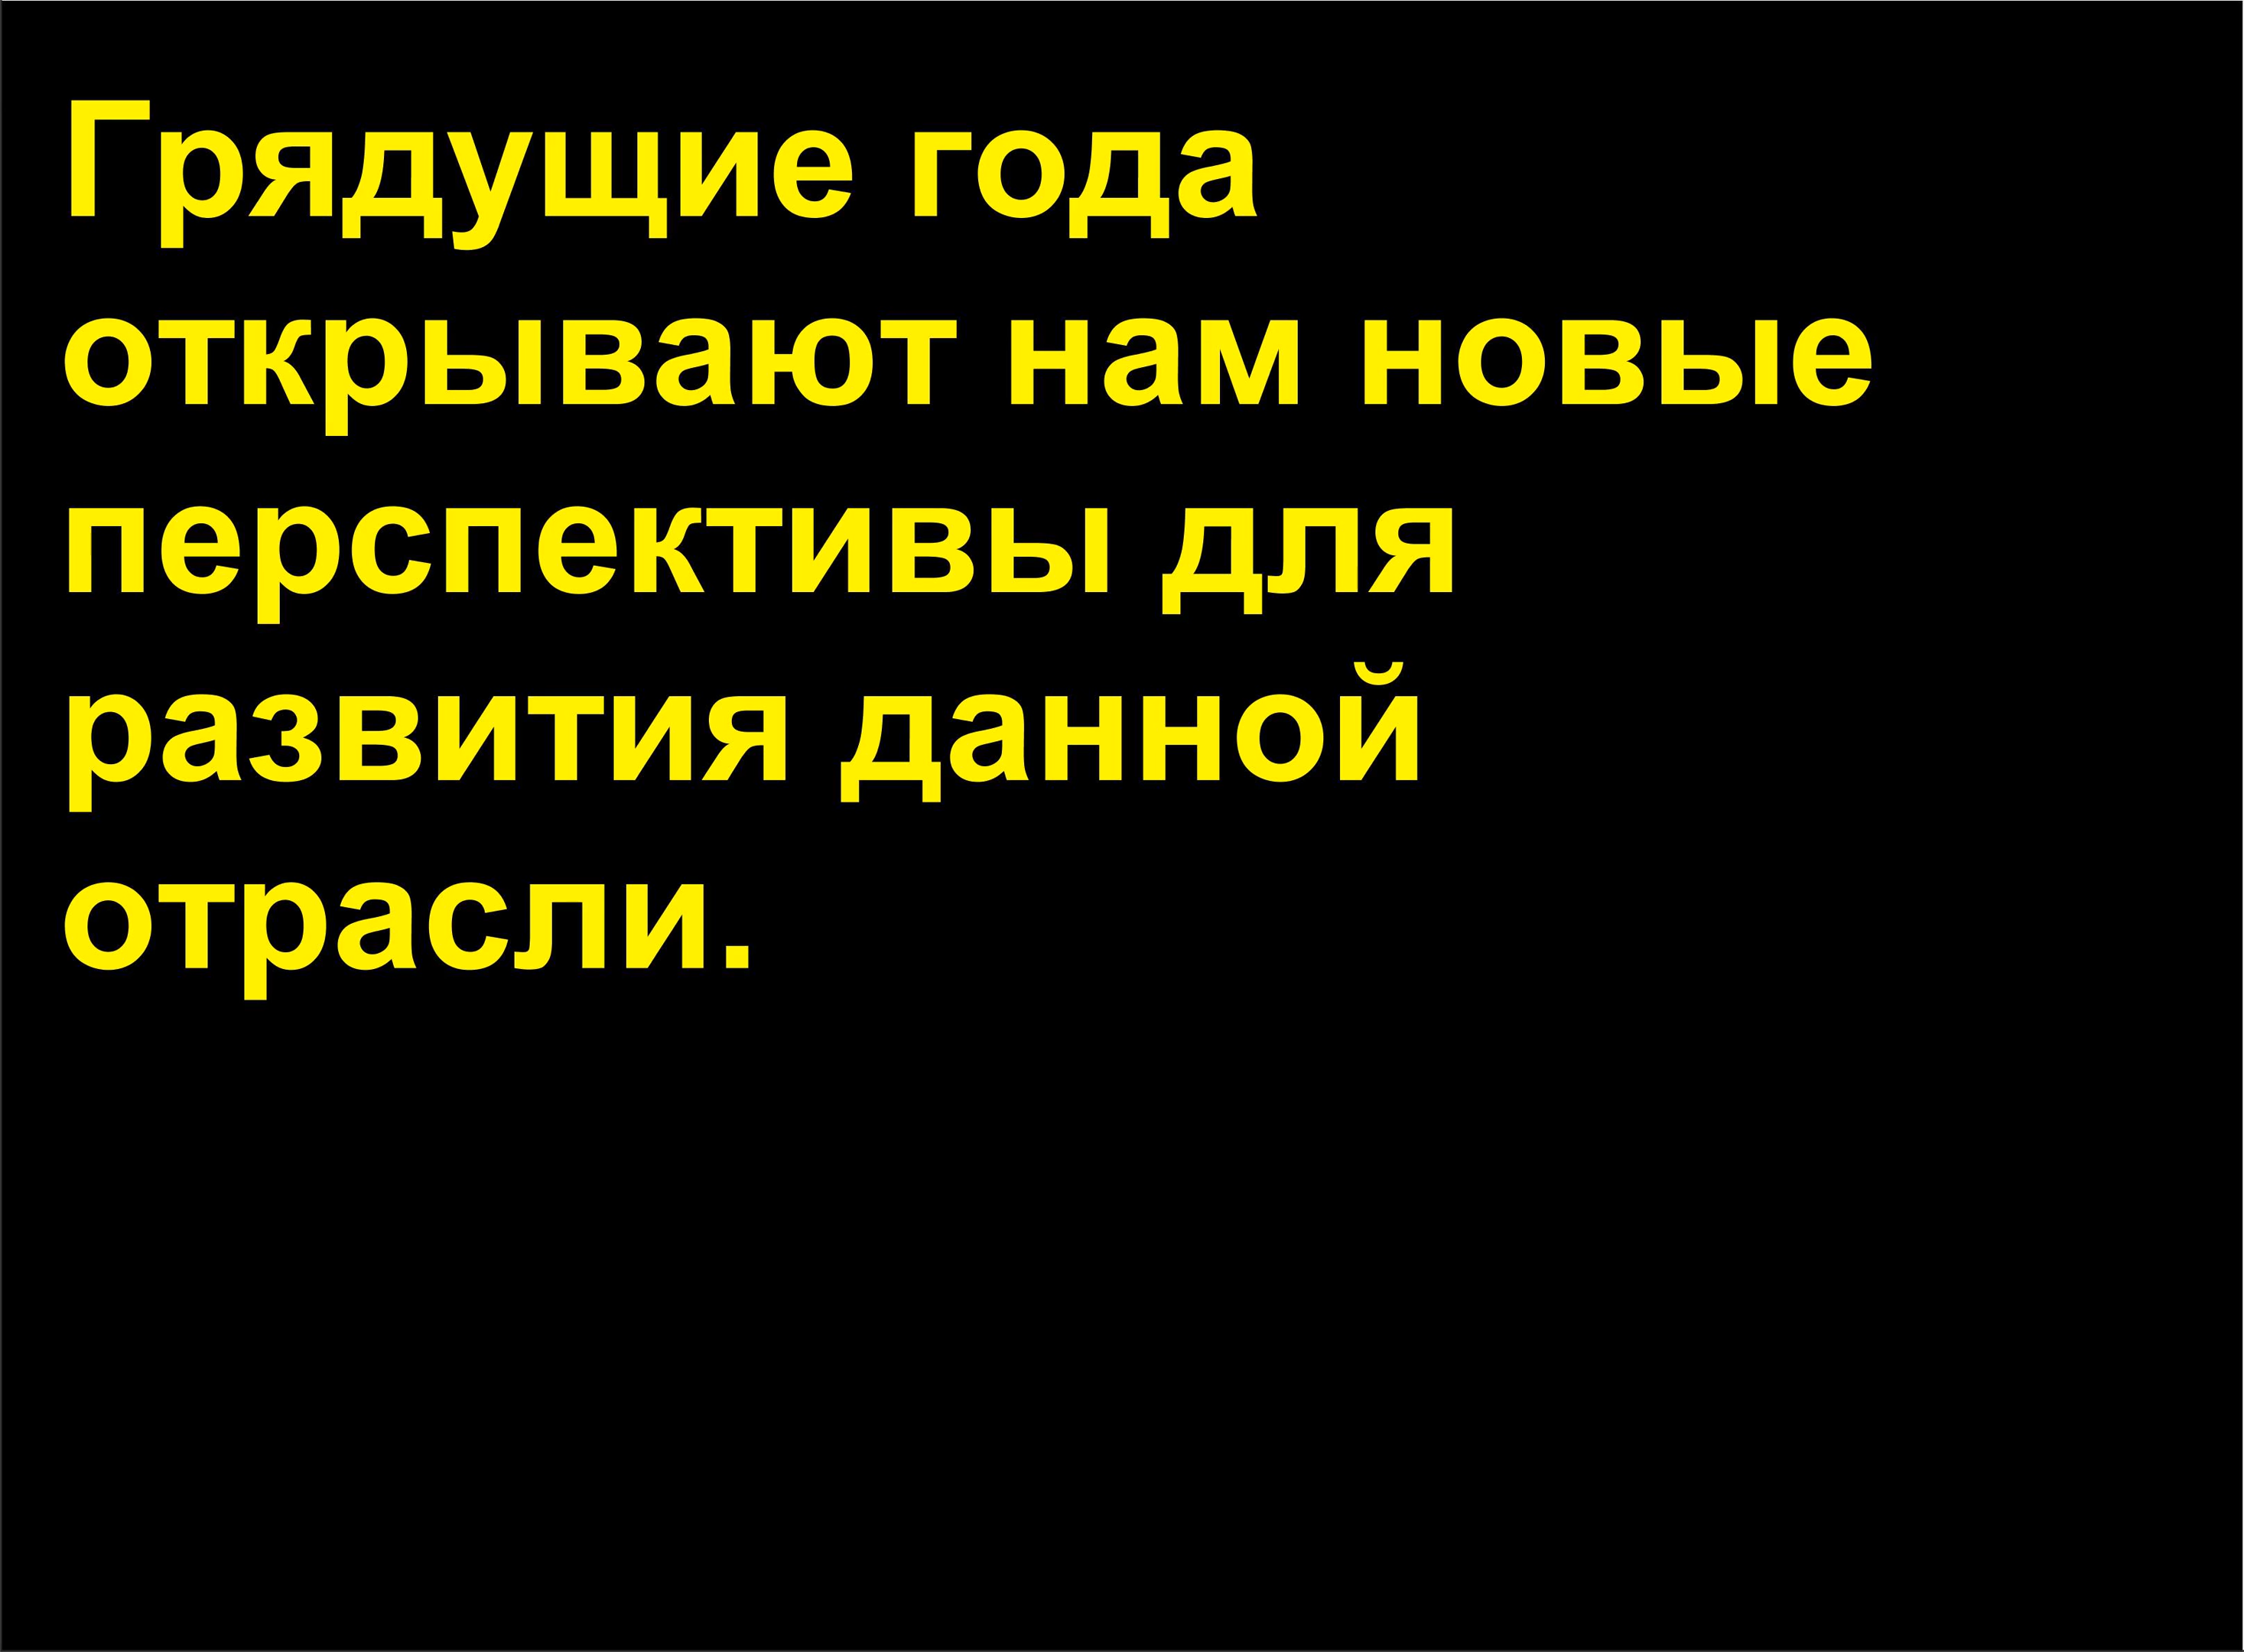 Грядущие года
открывают нам новые
перспективы для
развития данной
отрасли.